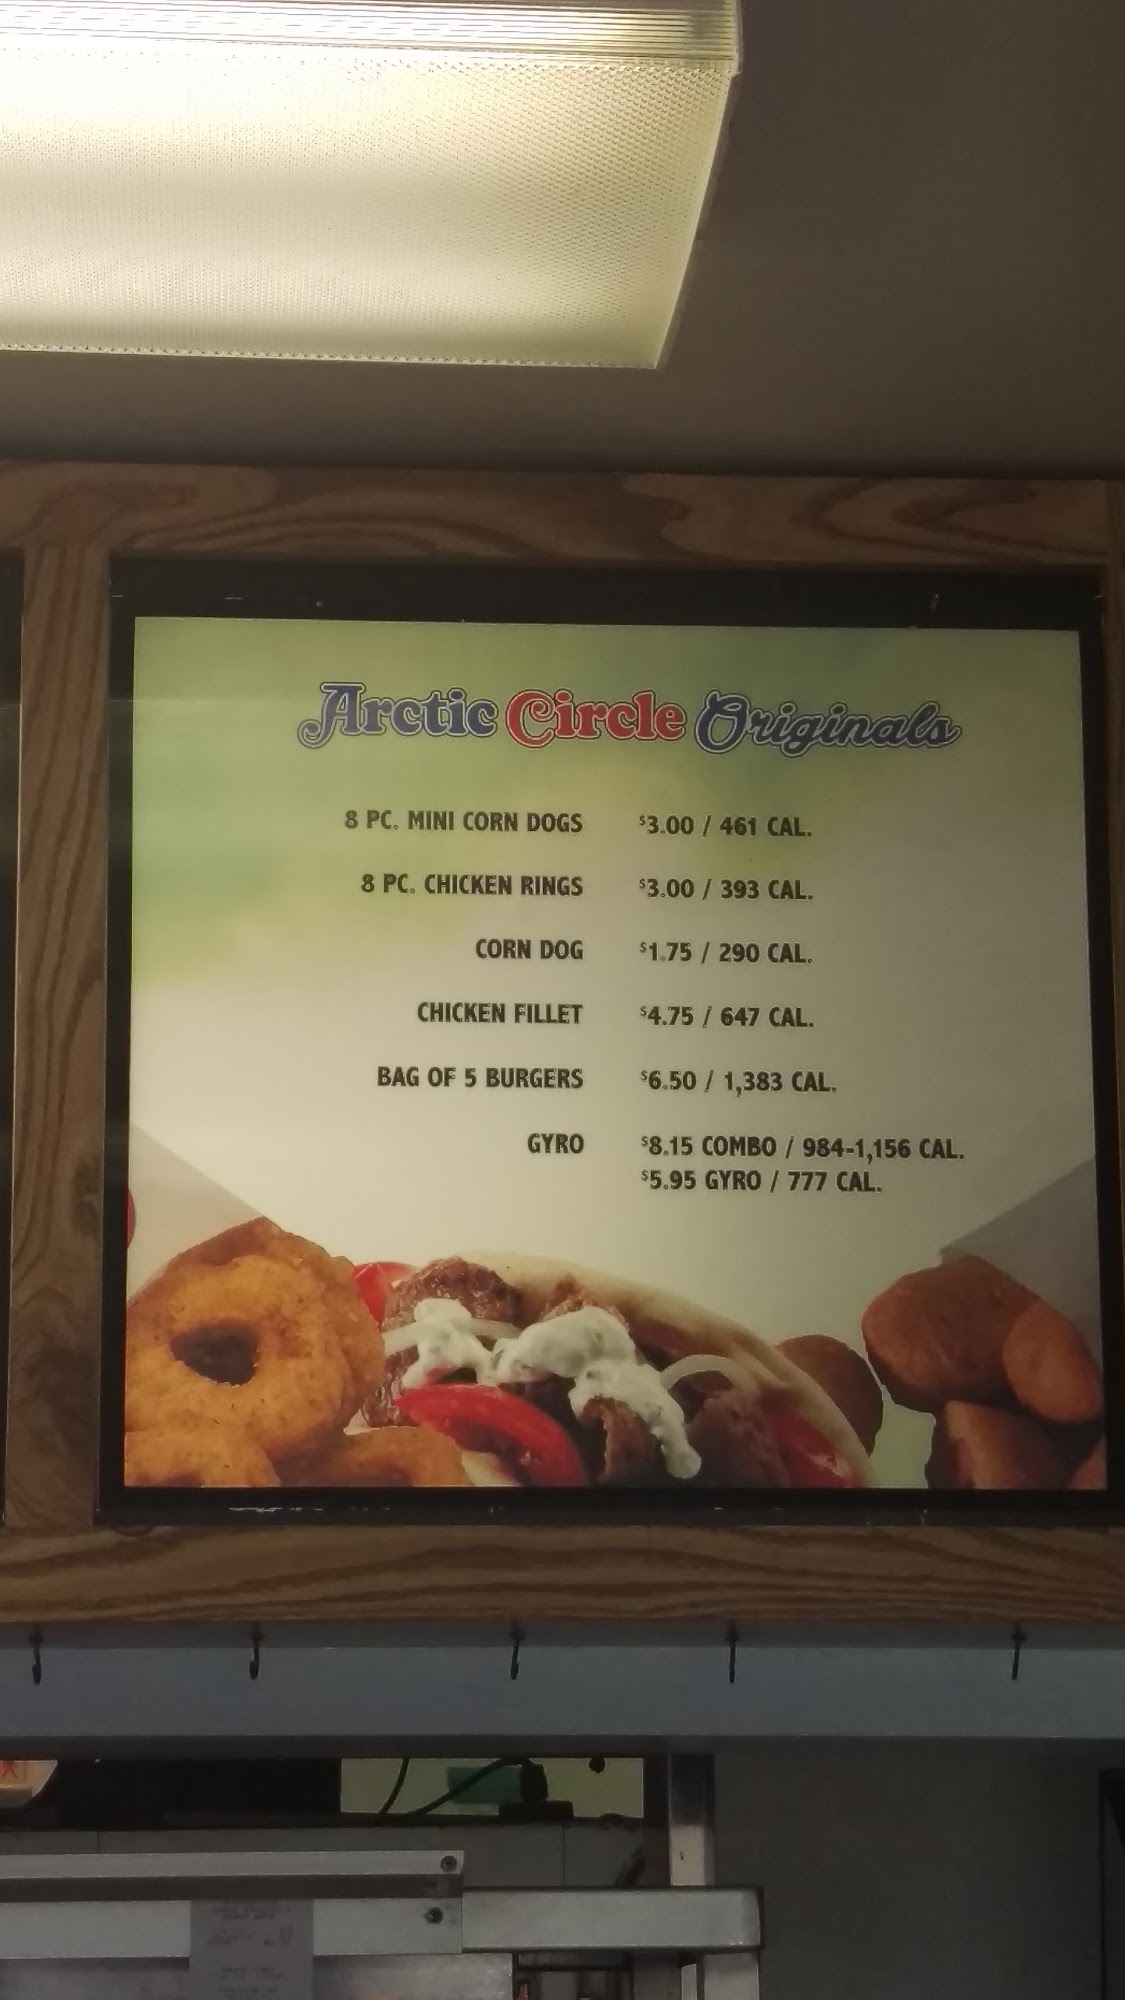 Arctic Circle Originals
8 PC. MINI CORN DOGS $3.00 / 461 CAL.
8 PC. CHICKEN RINGS $3.00 / 393 CAL.
CORN DOG $1.75 / 290 CAL.
CHICKEN FILLET $4.75 / 647 CAL.
BAG OF 5 BURGERS $6.50 / 1,383 CAL.
GYRO $8.15 COMBO / 984-1,156 CAL.
$5.95 GYRO / 777 CAL.